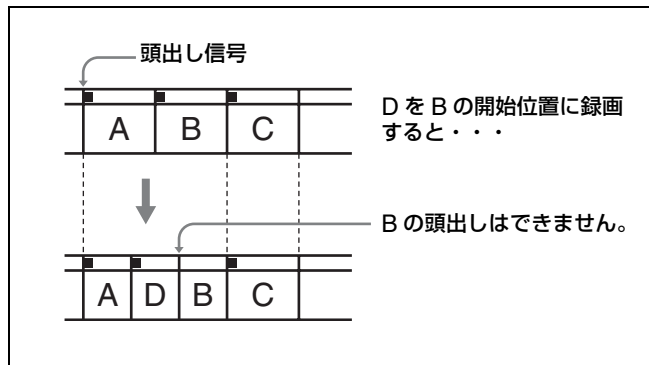 頭出し信号
A B C
D を B の開始位置に録画
すると・・・
B の頭出しはできません。
A D B C